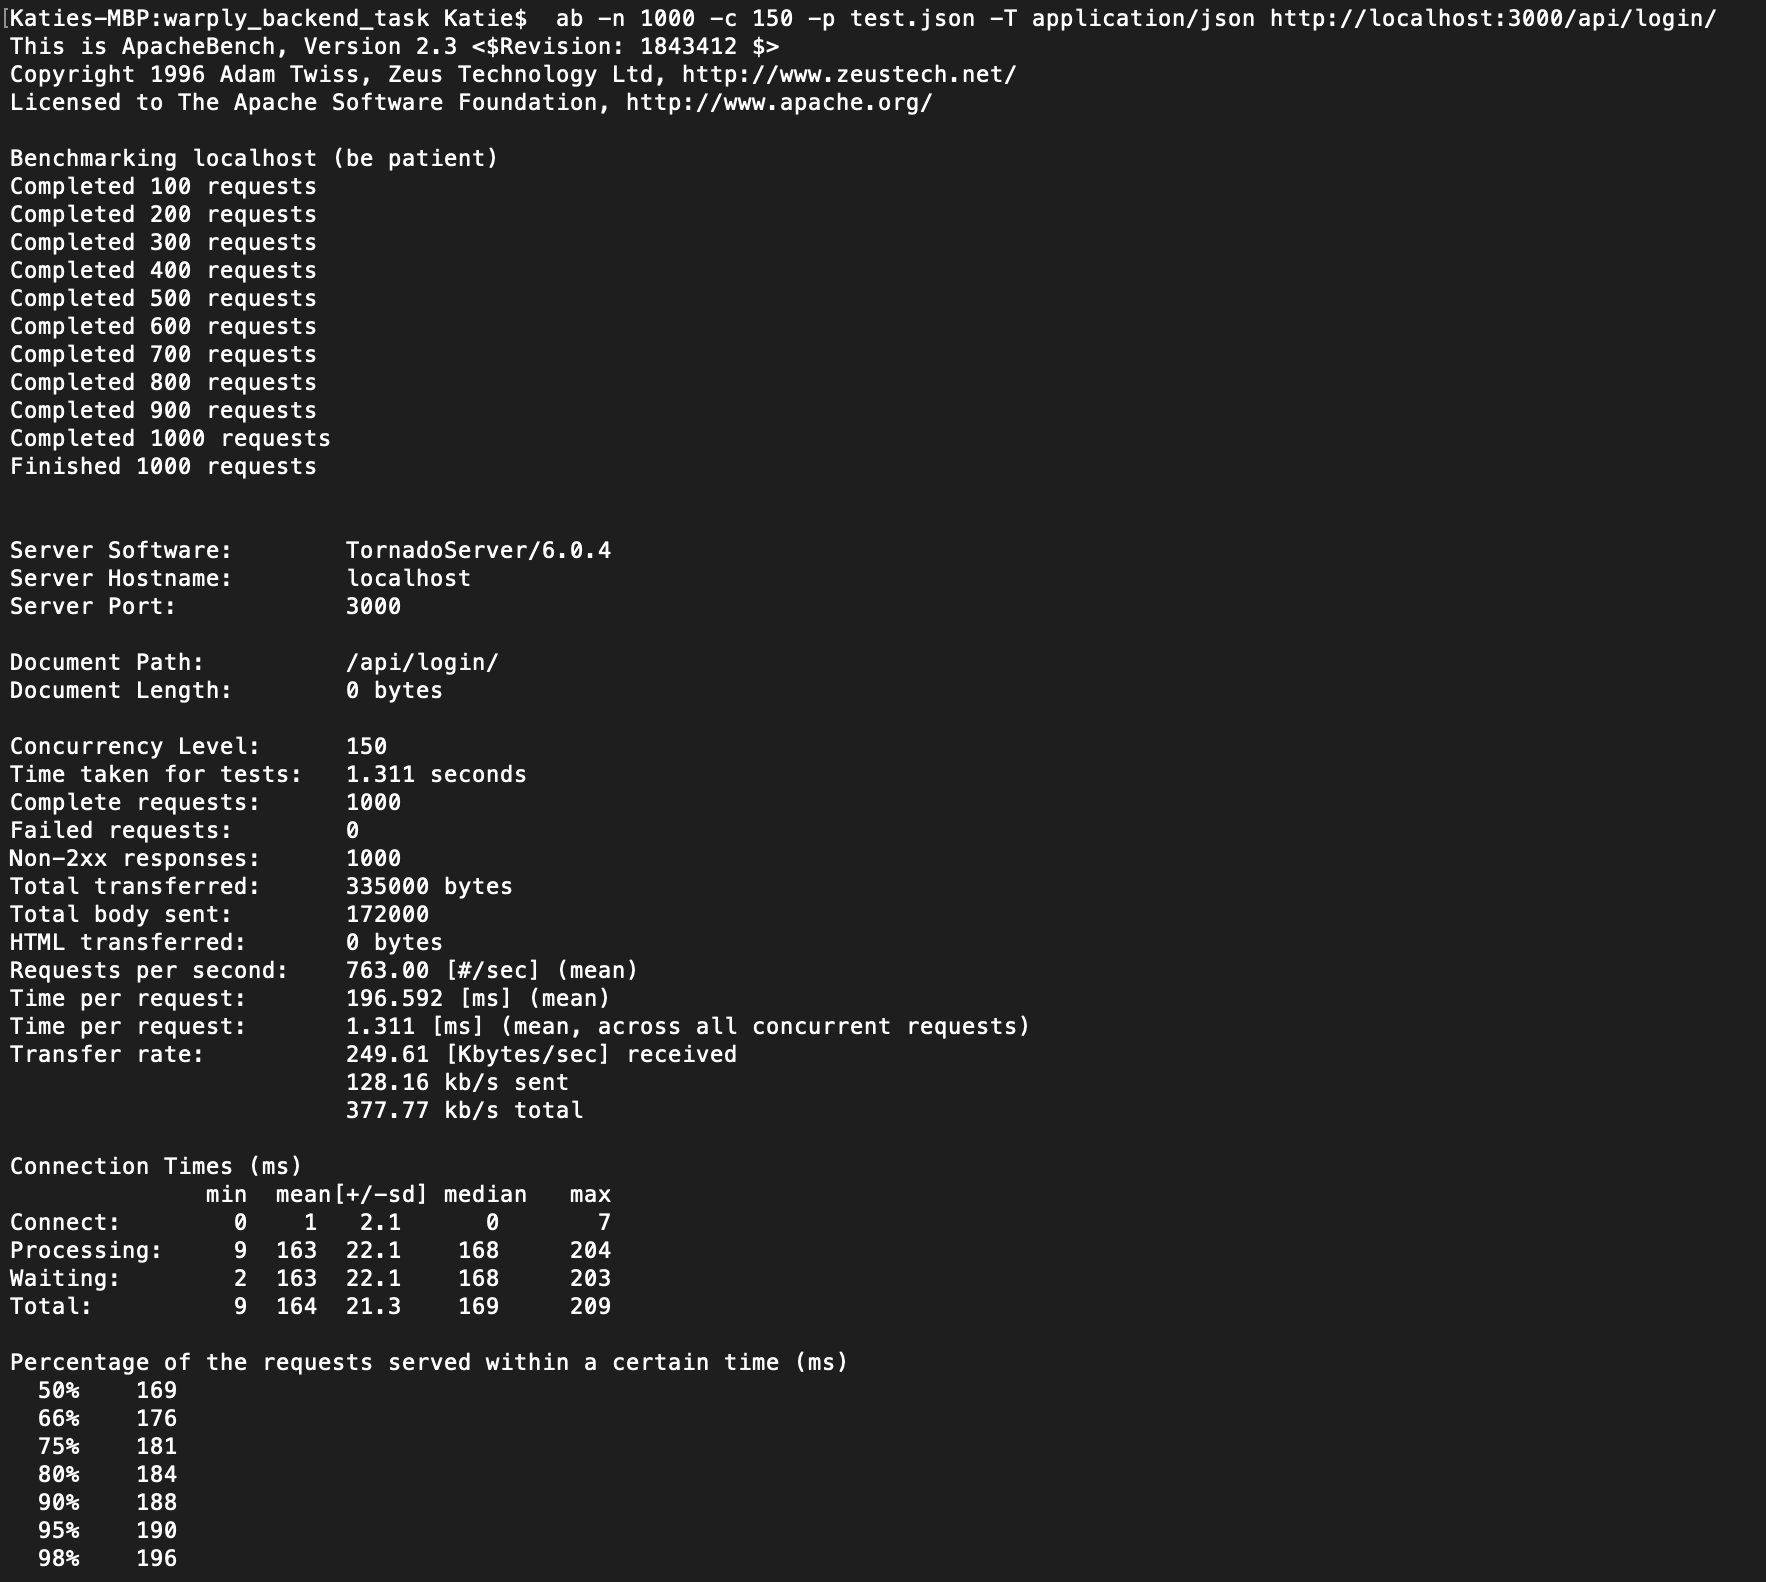 [Katies-MBP:warply_backend_task Katie$  ab -n 1000 -c 150 -p test.json -T application/json http://localhost:3000/api/login/
This is ApacheBench, Version 2.3 <$Revision: 1843412 $>
Copyright 1996 Adam Twiss, Zeus Technology Ltd, http://www.zeustech.net/
Licensed to The Apache Software Foundation, http://www.apache.org/

Benchmarking localhost (be patient)
Completed 100 requests
Completed 200 requests
Completed 300 requests
Completed 400 requests
Completed 500 requests
Completed 600 requests
Completed 700 requests
Completed 800 requests
Completed 900 requests
Completed 1000 requests
Finished 1000 requests


Server Software:        TornadoServer/6.0.4
Server Hostname:        localhost
Server Port:            3000

Document Path:          /api/login/
Document Length:        0 bytes

Concurrency Level:      150
Time taken for tests:   1.311 seconds
Complete requests:      1000
Failed requests:        0
Non-2xx responses:      1000
Total transferred:      335000 bytes
Total body sent:        172000
HTML transferred:       0 bytes
Requests per second:    763.00 [#/sec] (mean)
Time per request:       196.592 [ms] (mean)
Time per request:       1.311 [ms] (mean, across all concurrent requests)
Transfer rate:          249.61 [Kbytes/sec] received
                        128.16 kb/s sent
                        377.77 kb/s total

Connection Times (ms)
              min  mean[+/-sd] median   max
Connect:        0    1   2.1      0       7
Processing:     9  163  22.1    168     204
Waiting:        2  163  22.1    168     203
Total:          9  164  21.3    169     209

Percentage of the requests served within a certain time (ms)
  50%    169
  66%    176
  75%    181
  80%    184
  90%    188
  95%    190
  98%    196